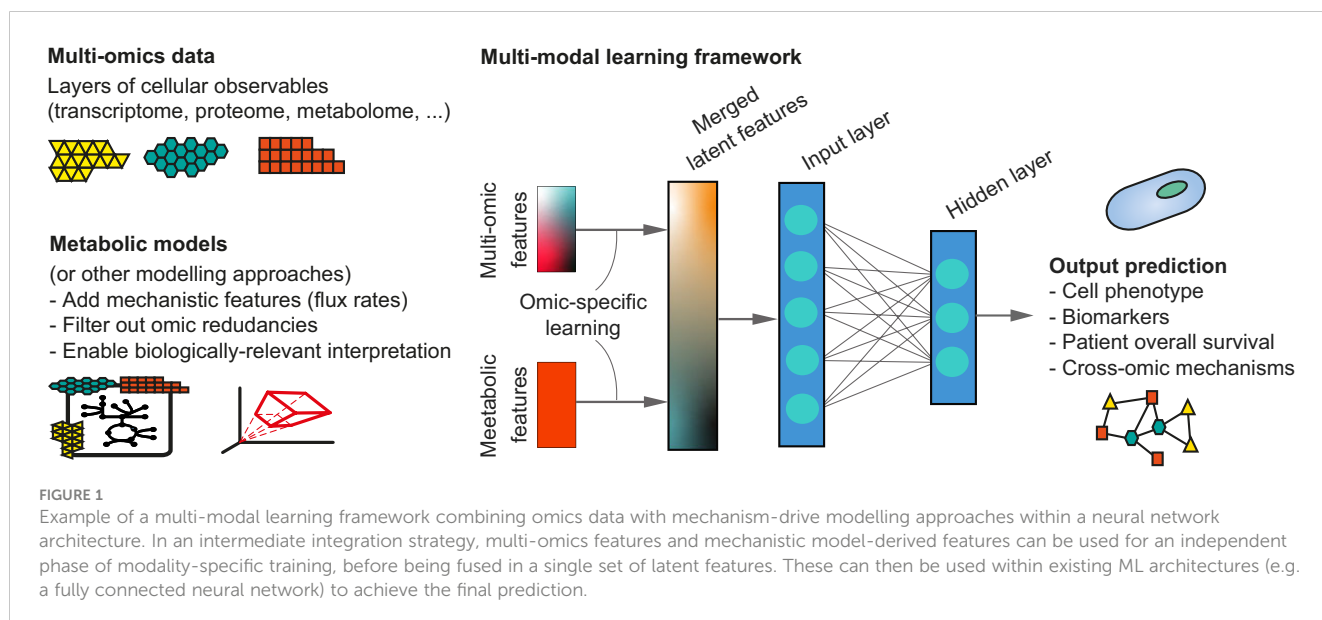 Multi-omics data
Layers of cellular observables
(transcriptome, proteome, metabolome, ...)
Metabolic models
(or other modelling approaches)
- Add mechanistic features (flux rates)
- Filter out omic redudancies
- Enable biologically-relevant interpretation
Multi-modal learning framework
Multi-omic
features
Meetabolic
features
Omic-specific
learning
Merged
latent features
Input layer
Hidden layer
Output prediction
- Cell phenotype
- Biomarkers
- Patient overall survival
- Cross-omic mechanisms
FIGURE 1
Example of a multi-modal learning framework combining omics data with mechanism-drive modelling approaches within a neural network
architecture. In an intermediate integration strategy, multi-omics features and mechanistic model-derived features can be used for an independent
phase of modality-specific training, before being fused in a single set of latent features. These can then be used within existing ML architectures (e.g.
a fully connected neural network) to achieve the final prediction.